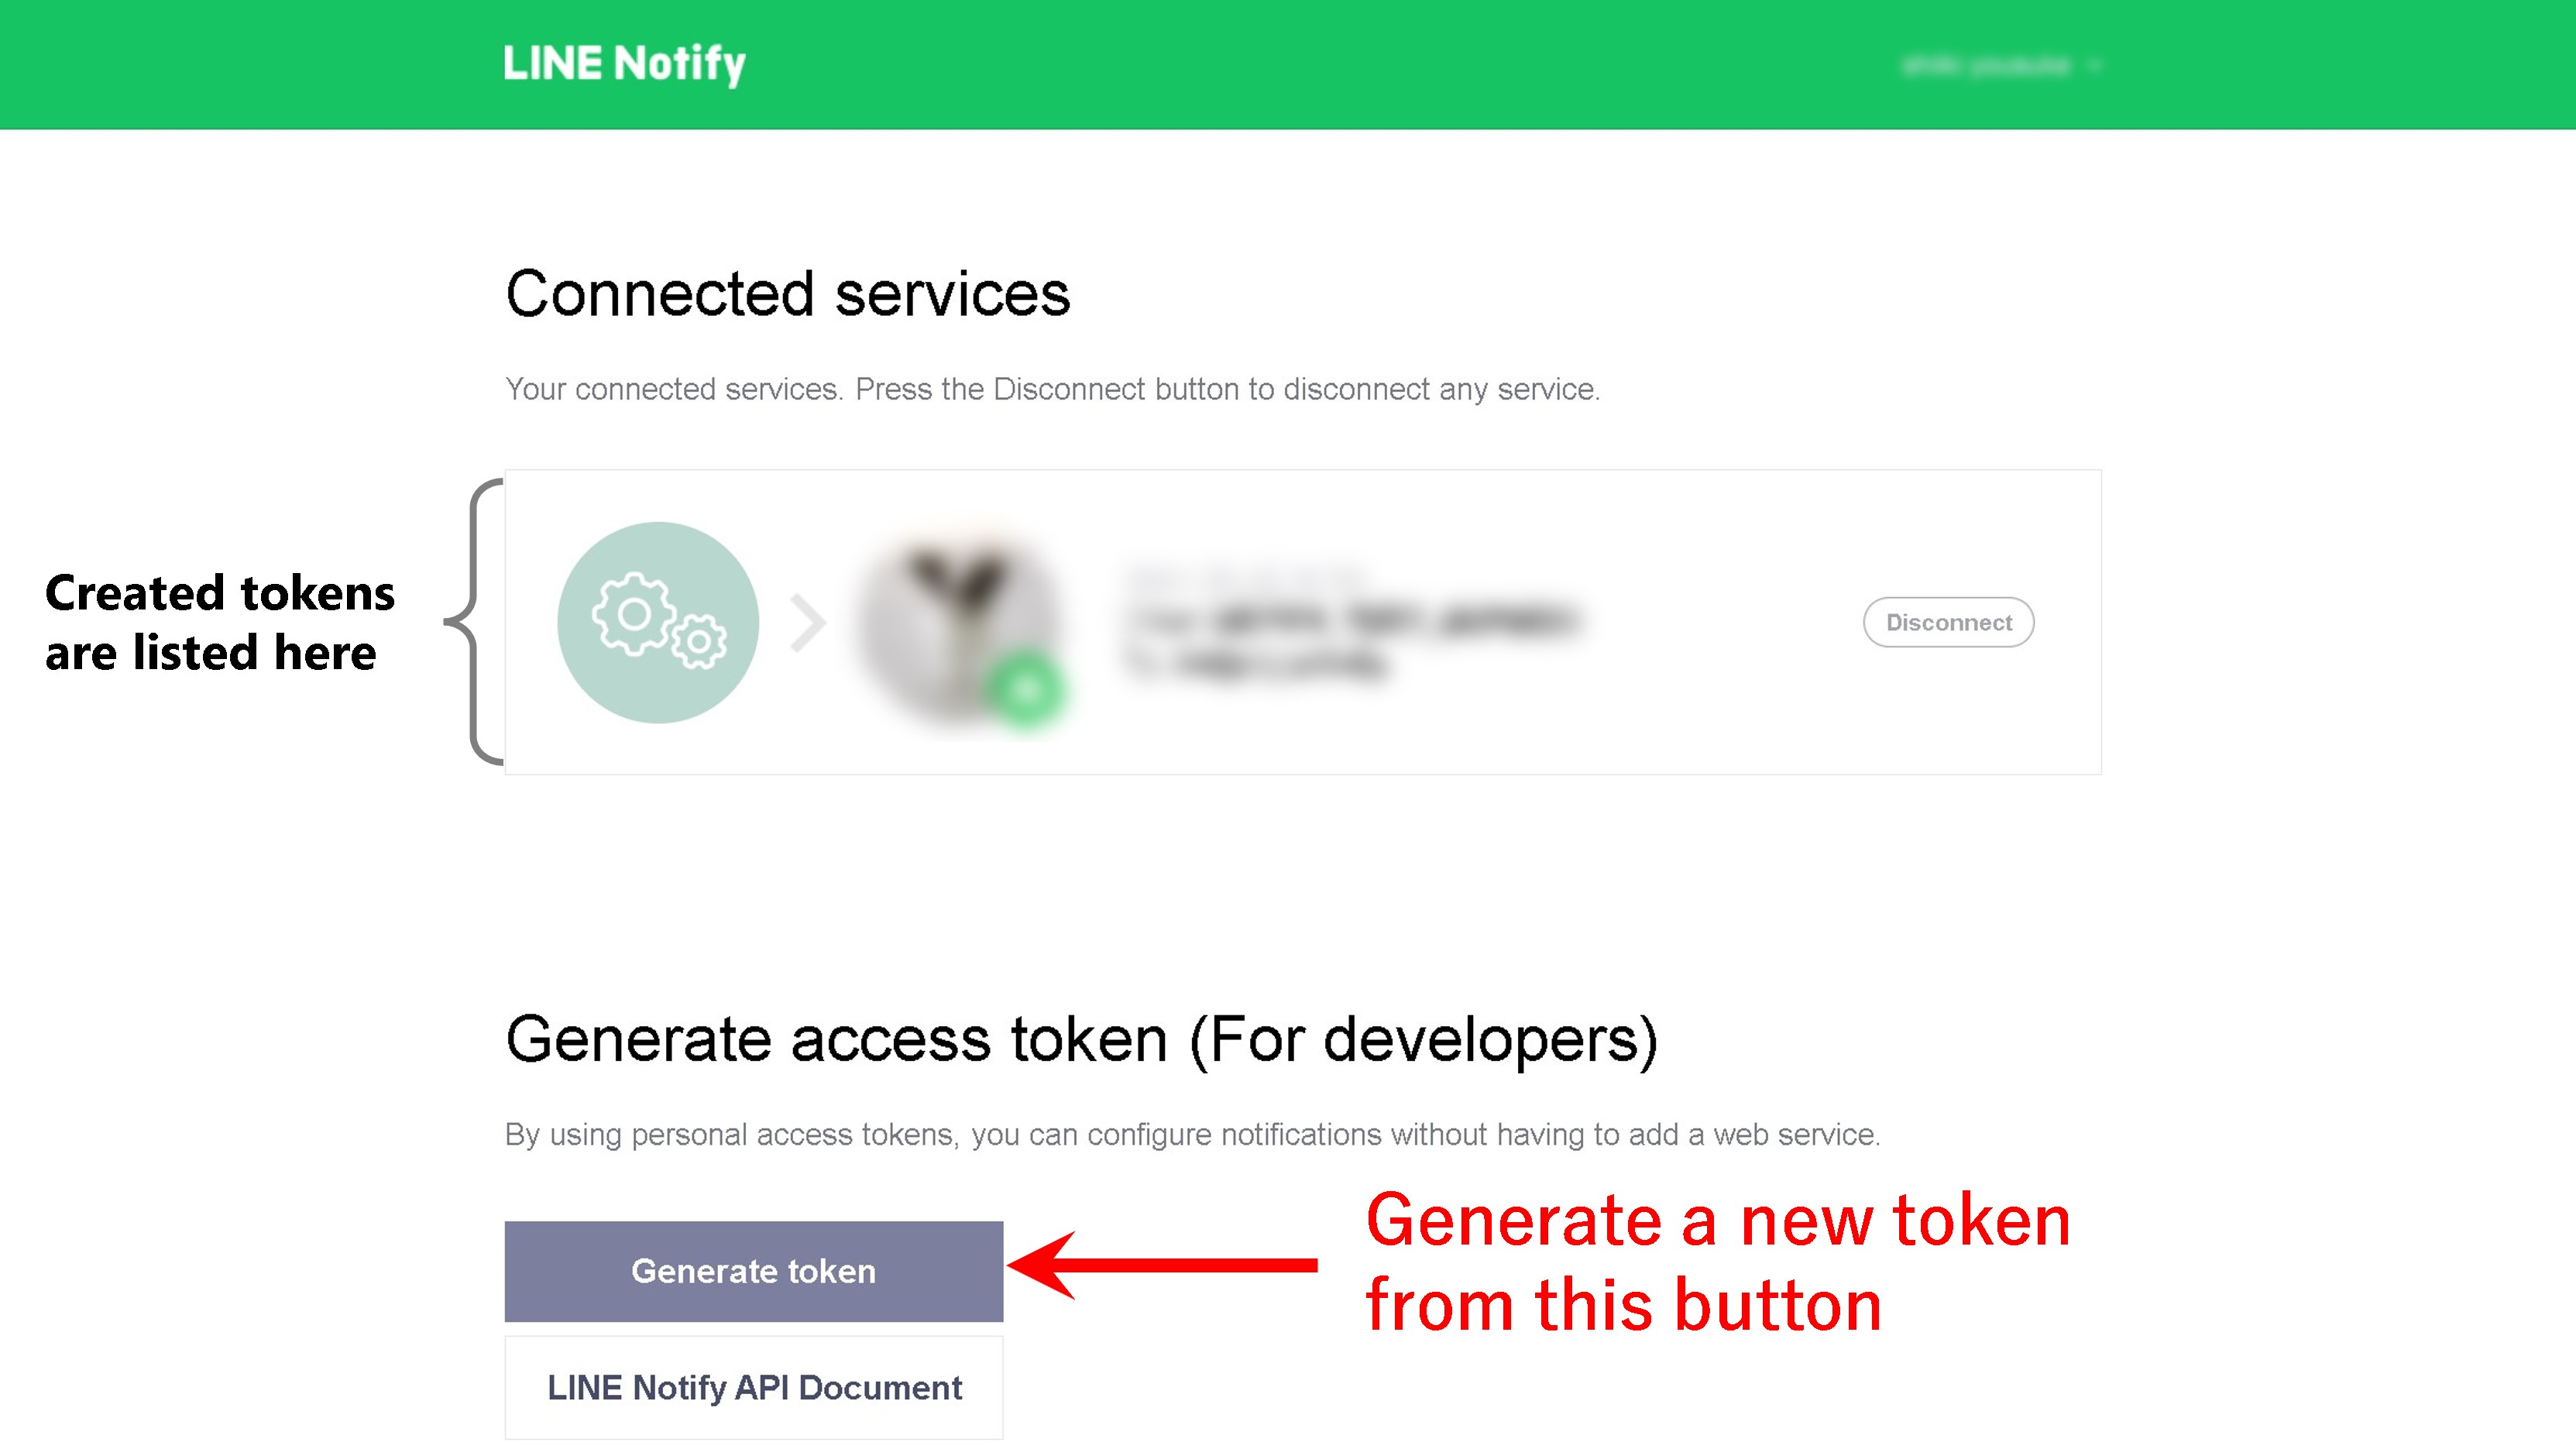 LINE Notify
Connected services
Your connected services. Press the Disconnect button to disconnect any service.
Created tokens
are listed here
Disconnect
Generate access token (For developers)
By using personal access tokens, you can configure notifications without having to add a web service.
Generate token
Generate a new token
from this button
LINE Notify API Document